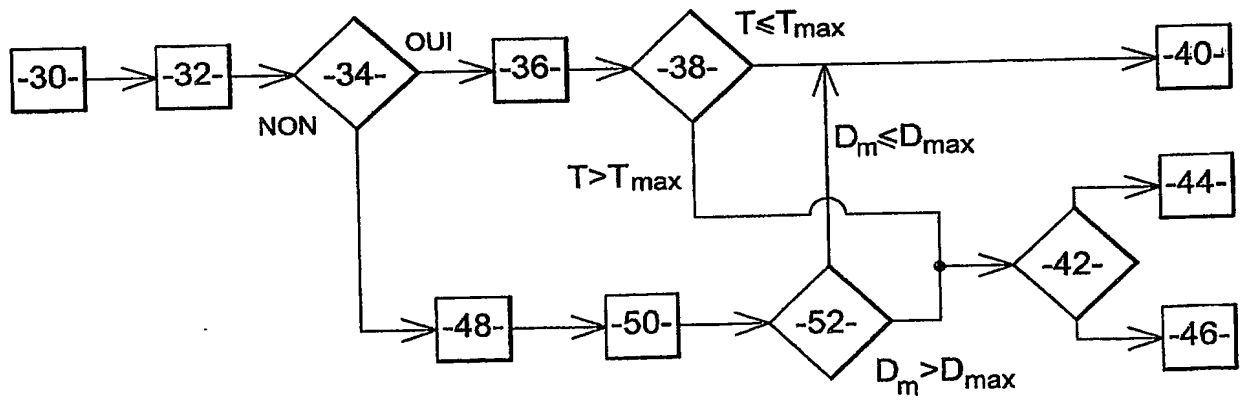 -30-
-32-
-34-
OUI
NON
-36-
-38-
T⩽Tmax
-40-
T>Tmax
Dm⩽Dmax
-44-
-42-
-46-
-48-
-50-
-52-
Dm>Dmax